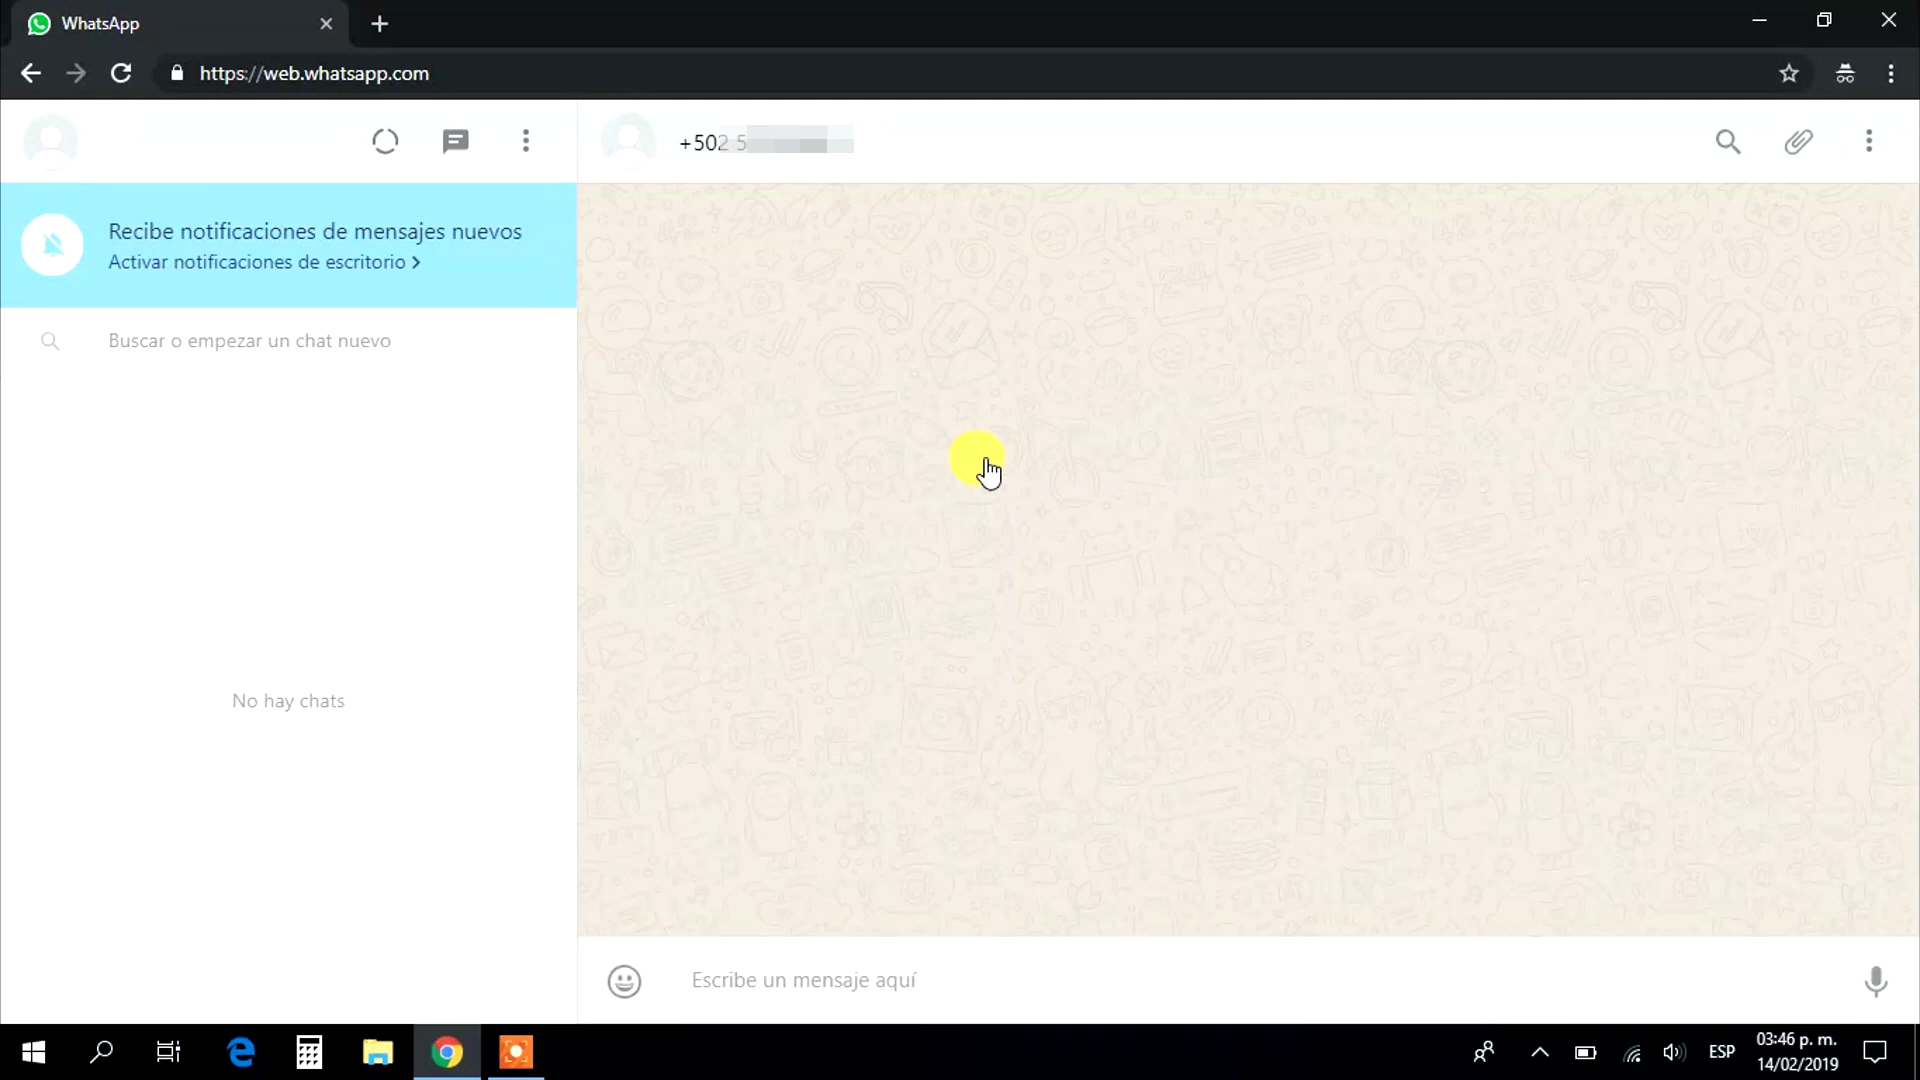 WhatsApp
https://web.whatsapp.com
+502 5
Recibe notificaciones de mensajes nuevos
Activar notificaciones de escritorio >
Buscar o empezar un chat nuevo
No hay chats
Escribe un mensaje aquí
ESP
03:46 p. m.
14/02/2019